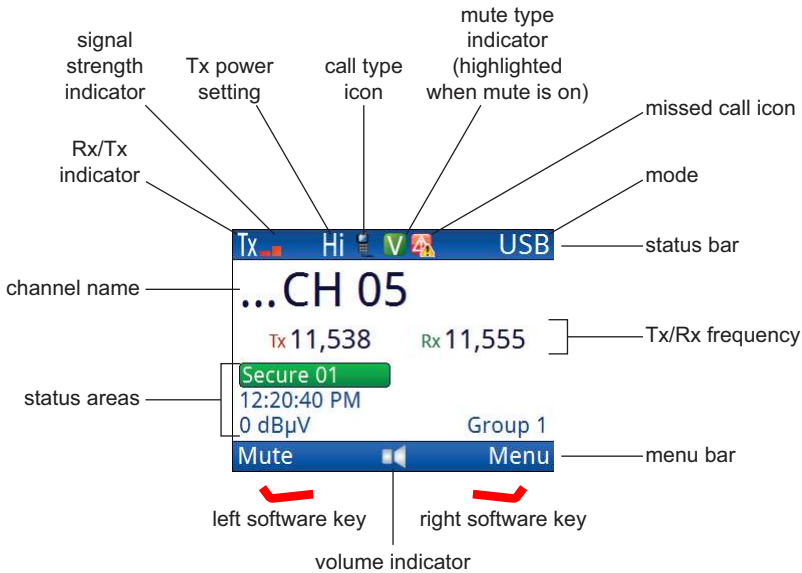 mute type
indicator
(highlighted
when mute is on)
signal
strength
indicator
Tx power
setting
call type
icon
missed call icon
Rx/Tx
indicator
mode
Tx Hi V USB
status bar
channel name
...CH 05
Tx 11,538 Rx 11,555
Tx/Rx frequency
Secure 01
status areas
12:20:40 PM
0 dBµV Group 1
Mute Menu
menu bar
left software key right software key
volume indicator